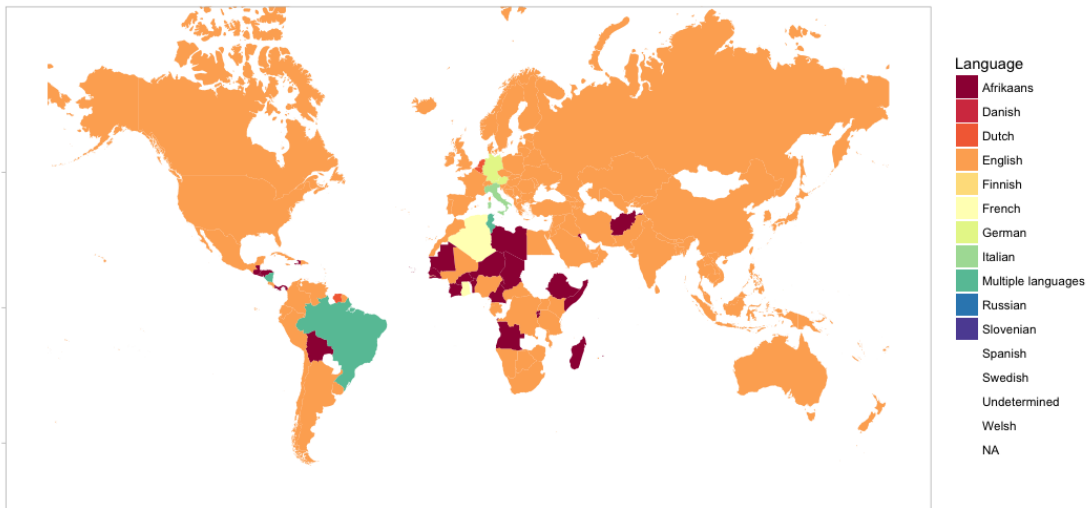 Language
Afrikaans
Danish
Dutch
English
Finnish
French
German
Italian
Multiple languages
Russian
Slovenian
Spanish
Swedish
Undetermined
Welsh
NA